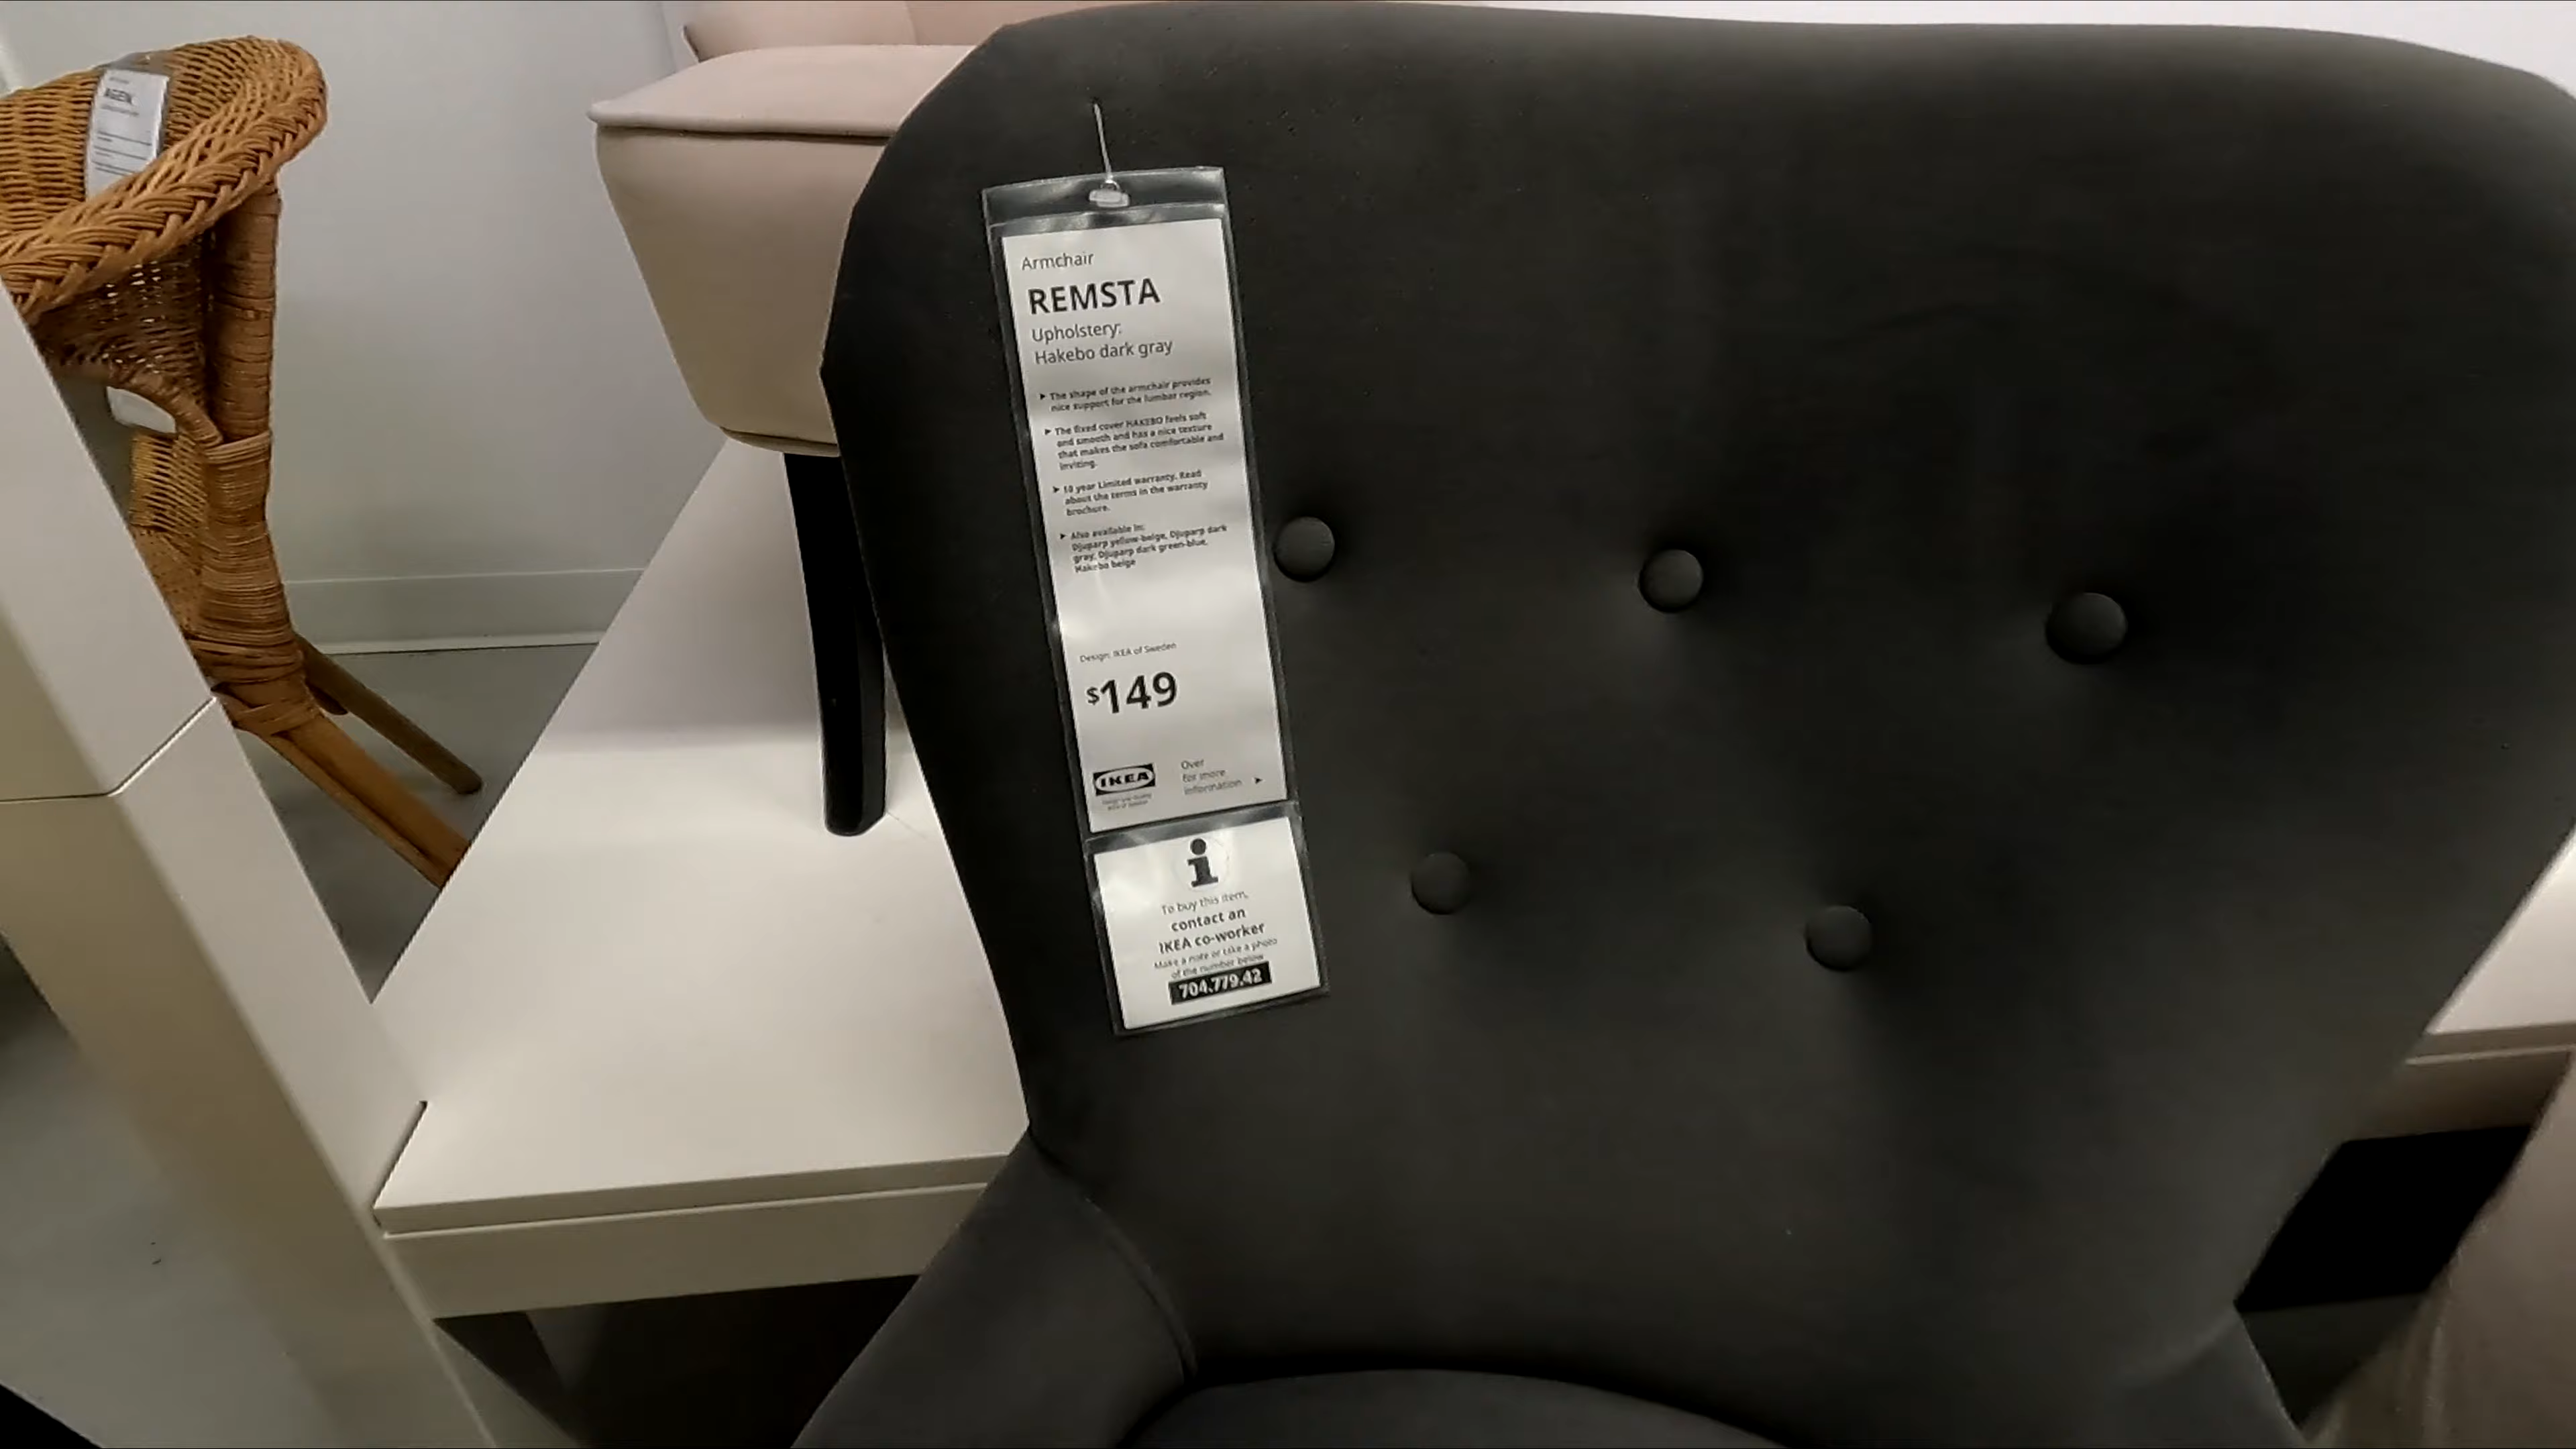 AGEN
Armchair
REMSTA
Upholstery:
Hakebo dark gray
➤ The shape of the armchair provides
nice support for the lumbar region.
➤ The fixed cover HAKEBO feels soft
and smooth and has a nice texture
that makes the sofa comfortable and
inviting.
➤ 10 year Limited warranty. Read
about the terms in the warranty
brochure.
➤ Also available in:
Djuparp yellow-beige, Djuparp dark
gray, Djuparp dark green-blue,
Hakebo beige
Design: IKEA of Sweden
$149
IKEA
Over
for more
information ➤
i
To buy this item,
contact an
IKEA co-worker
Make a note or take a photo
of the number below
704.779.42